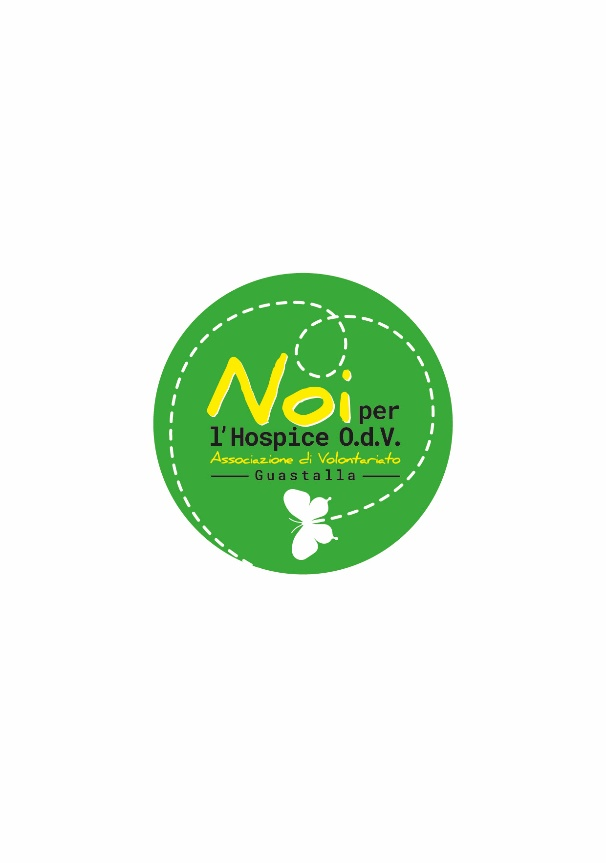 Noi per
l'Hospice O.d.V.
Associazione di Volontariato
Guastalla